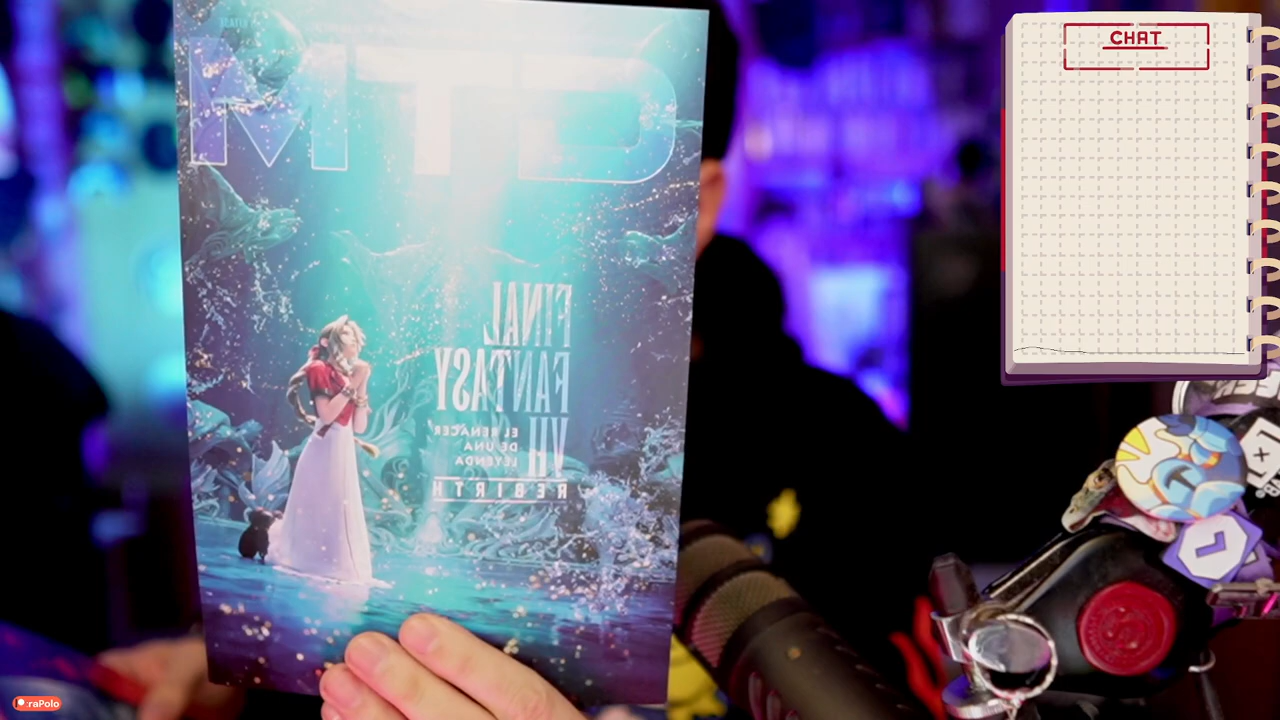 CHAT
MTD
FINAL
FANTASY
VII
EL RENACER
DE UNA
LEYENDA
REBIRTH
raPolo